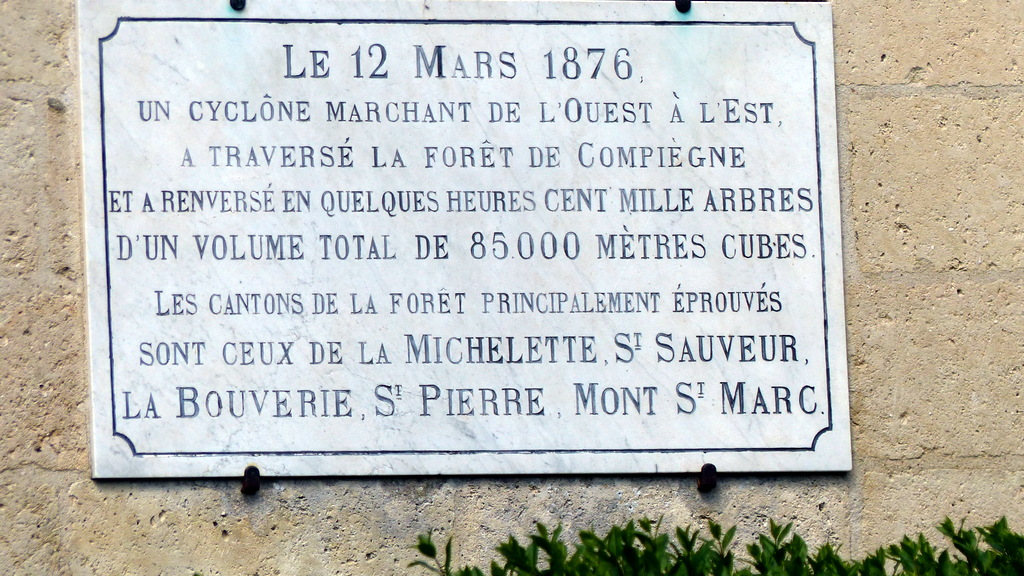 Le 12 Mars 1876,
un cyclône marchant de l'Ouest à l'Est,
a traversé la forêt de Compiègne
et a renversé en quelques heures cent mille arbres
d'un volume total de 85.000 mètres cubes.
Les cantons de la forêt principalement éprouvés
sont ceux de la Michelette, St Sauveur,
la Bouverie, St Pierre, Mont St Marc.